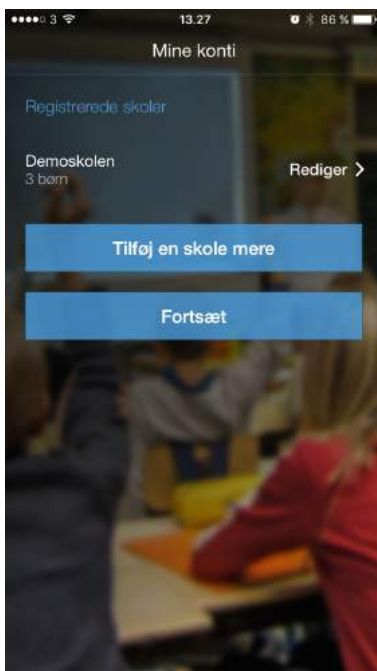 3 13.27 86 %
Mine konti
Registrerede skoler
Demoskolen
3 børn
Rediger
Tilføj en skole mere
Fortsæt